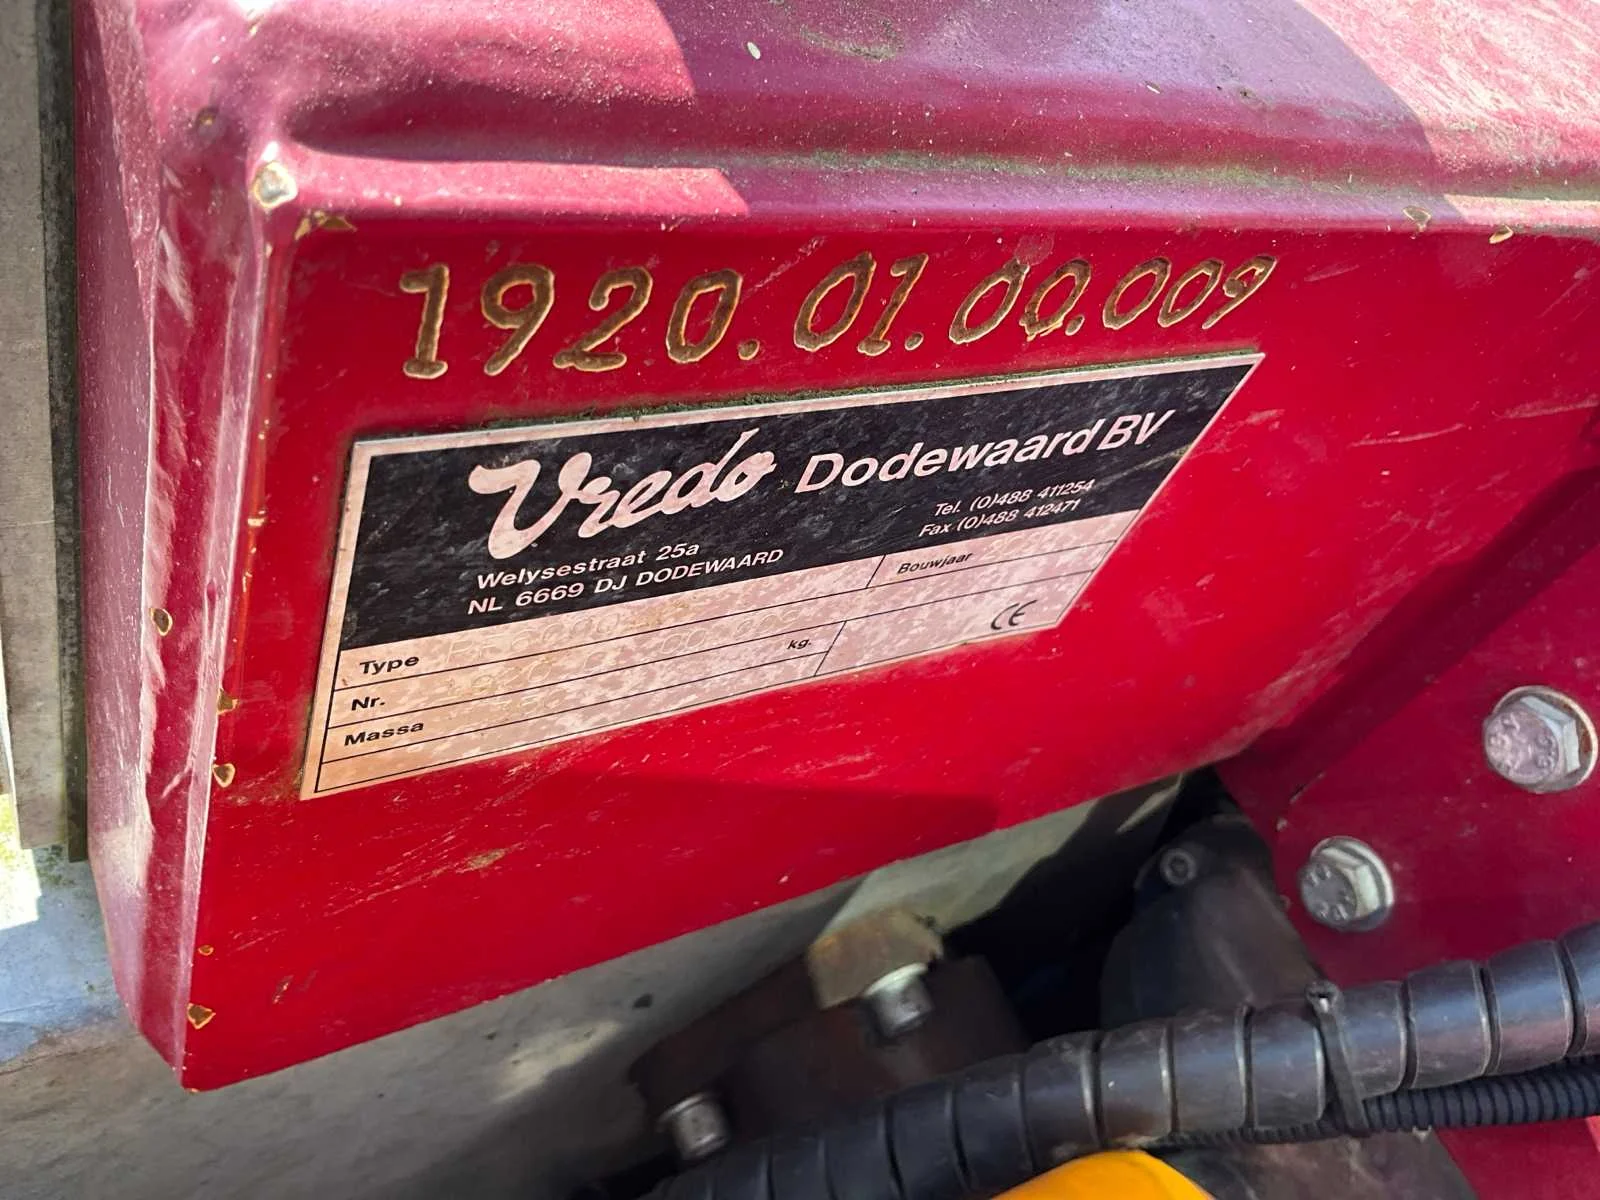 1920.01.00.009
Vredo Dodewaard BV
Tel. (0)488 411254
Fax (0)488 412471
Welysestraat 25a
NL 6669 DJ DODEWAARD
Type
Bouwjaar
Nr.
Massa kg.
CE